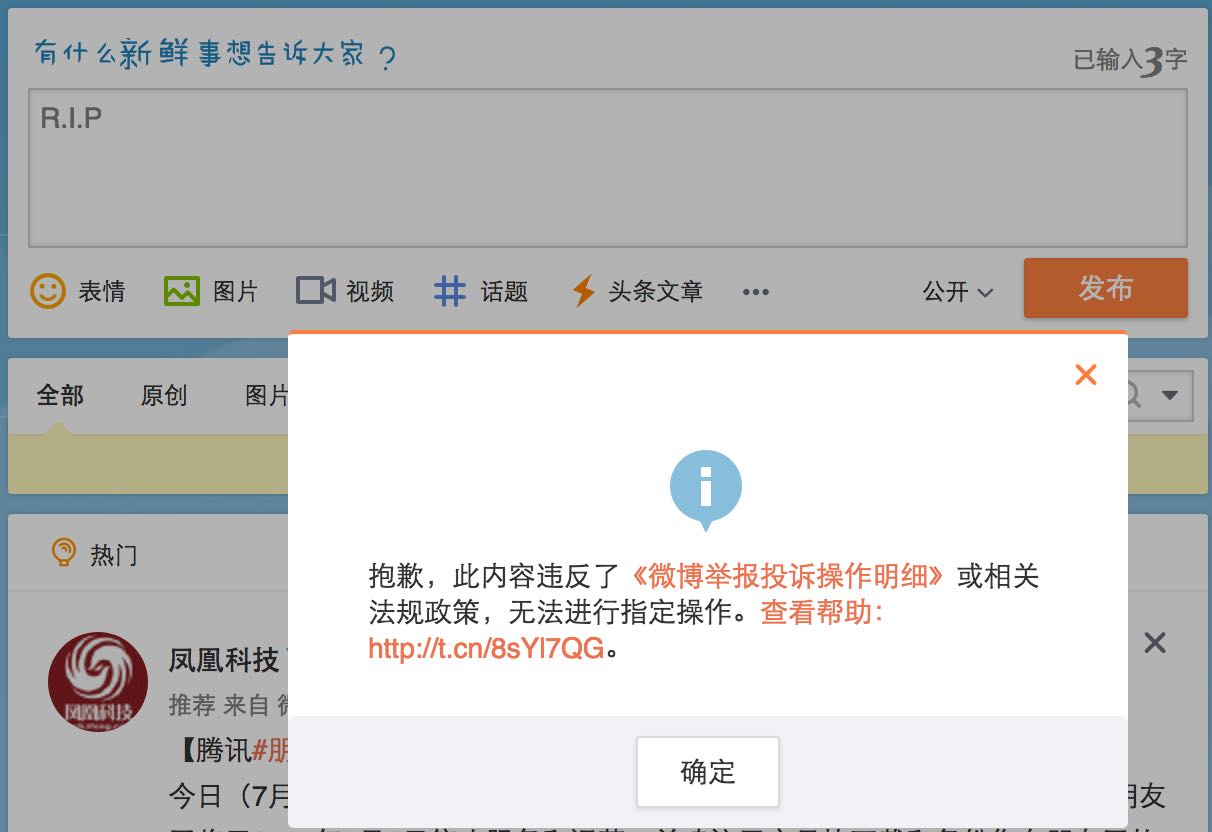 有什么新鲜事想告诉大家？
已输入3字
R.I.P
表情 图片 视频 话题 头条文章 ••• 公开 发布
全部 原创 图片
热门
抱歉，此内容违反了《微博举报投诉操作明细》或相关
法规政策，无法进行指定操作。查看帮助：
http://t.cn/8sYl7QG。
凤凰科技
凤凰科技
推荐 来自
【腾讯#朋
今日（7月
朋友
确定